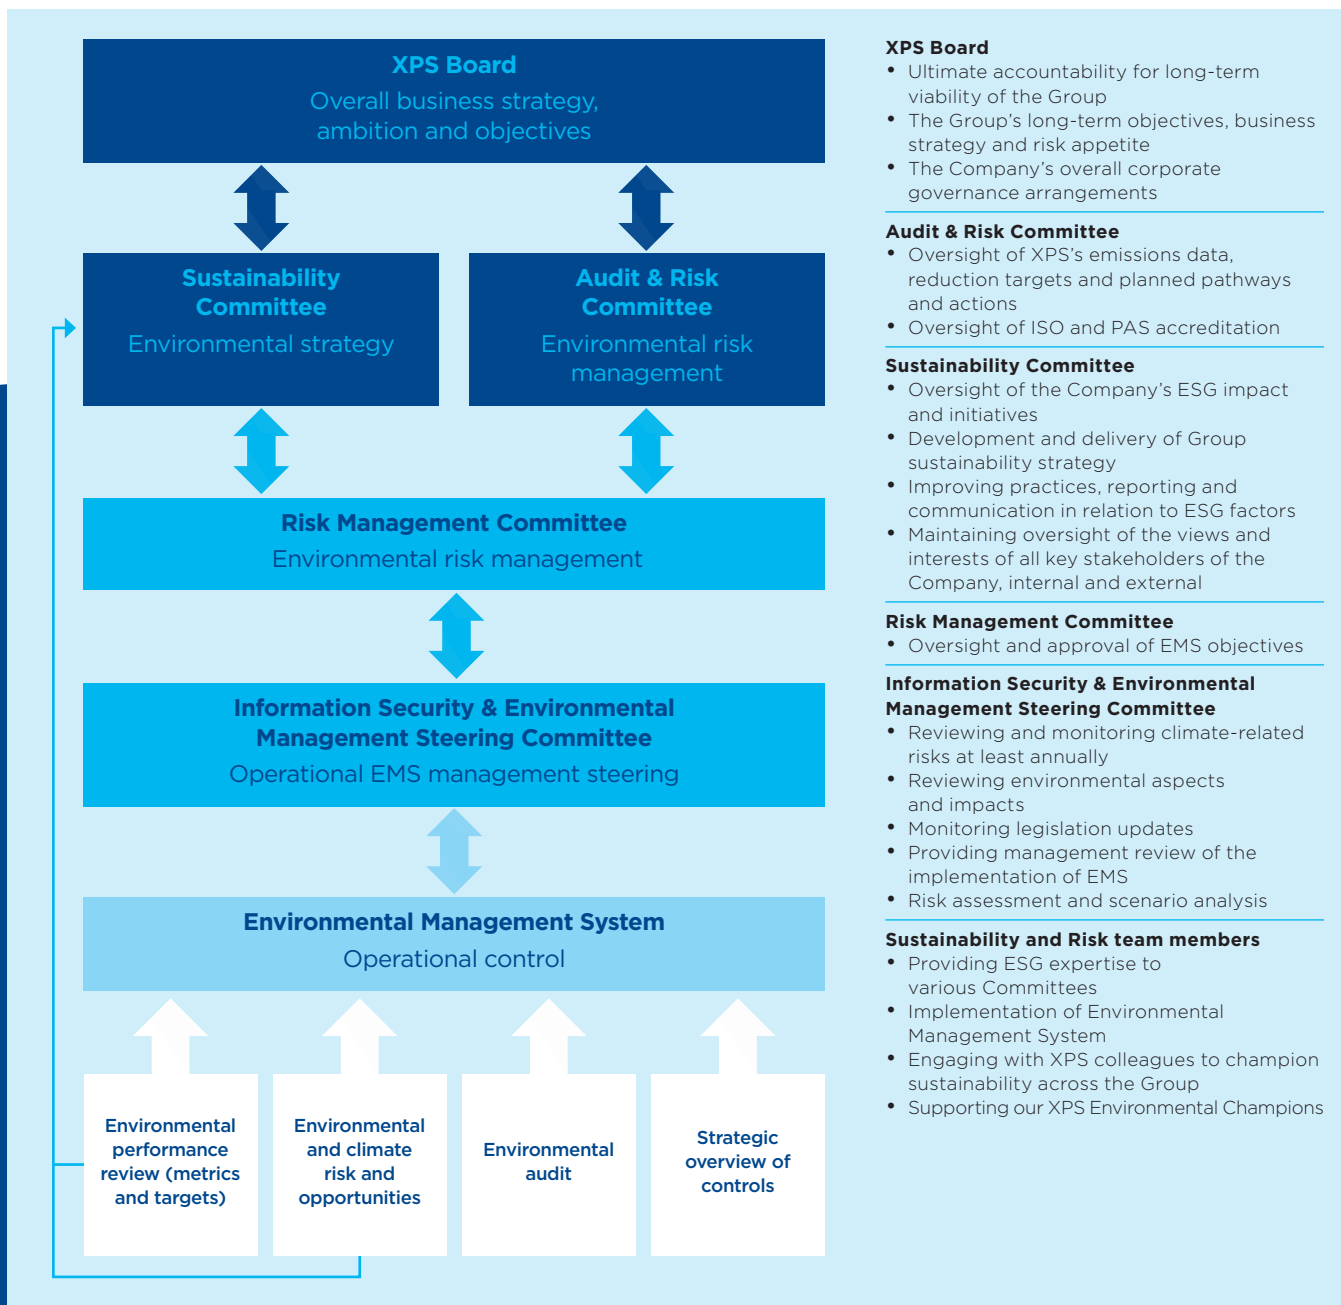 XPS Board
Overall business strategy,
ambition and objectives
Sustainability
Committee
Environmental strategy
Audit & Risk
Committee
Environmental risk
management
Risk Management Committee
Environmental risk management
Information Security & Environmental
Management Steering Committee
Operational EMS management steering
Environmental Management System
Operational control
Environmental
performance
review (metrics
and targets)
Environmental
and climate
risk and
opportunities
Environmental
audit
Strategic
overview of
controls
XPS Board
• Ultimate accountability for long-term
viability of the Group
• The Group’s long-term objectives, business
strategy and risk appetite
• The Company’s overall corporate
governance arrangements
Audit & Risk Committee
• Oversight of XPS’s emissions data,
reduction targets and planned pathways
and actions
• Oversight of ISO and PAS accreditation
Sustainability Committee
• Oversight of the Company’s ESG impact
and initiatives
• Development and delivery of Group
sustainability strategy
• Improving practices, reporting and
communication in relation to ESG factors
• Maintaining oversight of the views and
interests of all key stakeholders of the
Company, internal and external
Risk Management Committee
• Oversight and approval of EMS objectives
Information Security & Environmental
Management Steering Committee
• Reviewing and monitoring climate-related
risks at least annually
• Reviewing environmental aspects
and impacts
• Monitoring legislation updates
• Providing management review of the
implementation of EMS
• Risk assessment and scenario analysis
Sustainability and Risk team members
• Providing ESG expertise to
various Committees
• Implementation of Environmental
Management System
• Engaging with XPS colleagues to champion
sustainability across the Group
• Supporting our XPS Environmental Champions